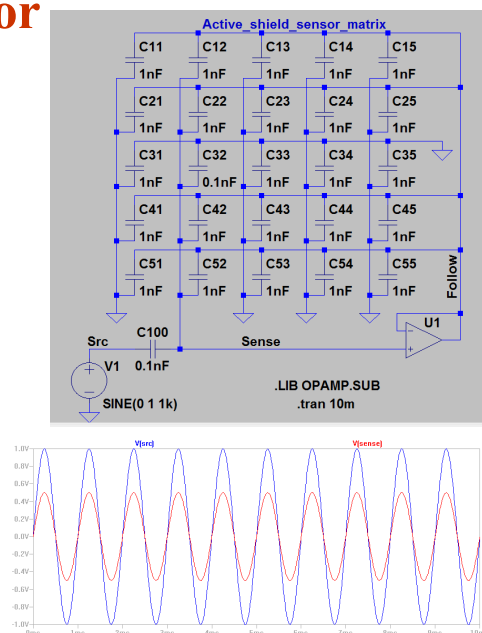 or
Active_shield_sensor_matrix
C11 C12 C13 C14 C15
1nF 1nF 1nF 1nF 1nF
C21 C22 C23 C24 C25
1nF 1nF 1nF 1nF 1nF
C31 C32 C33 C34 C35
1nF 0.1nF 1nF 1nF 1nF
C41 C42 C43 C44 C45
1nF 1nF 1nF 1nF 1nF
C51 C52 C53 C54 C55
1nF 1nF 1nF 1nF 1nF
Follow
U1
C100
Src
Sense
V1
0.1nF
.LIB OPAMP.SUB
SINE(0 1 1k)
.tran 10m
V(src) V(sense)
1.0V
0.8V
0.6V
0.4V
0.2V
0.0V
-0.2V
-0.4V
-0.6V
-0.8V
-1.0V